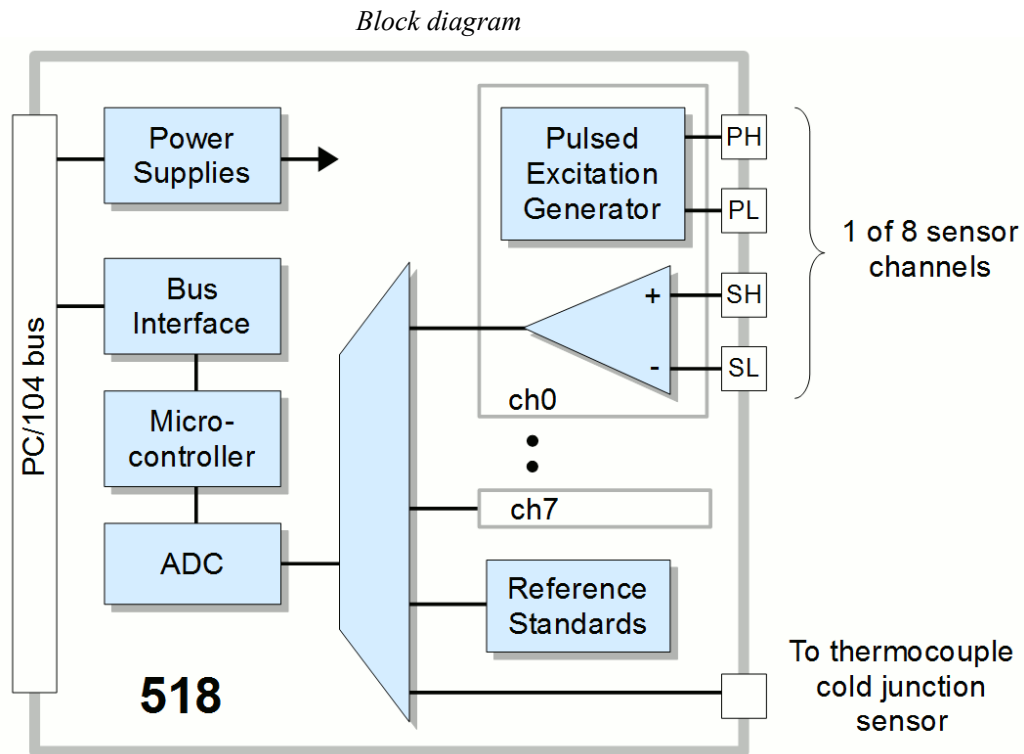 Block diagram
Power
Supplies
Pulsed
Excitation
Generator
PH
PL
1 of 8 sensor
channels
Bus
Interface
+
SH
-
SL
PC/104 bus
Micro-
controller
ch0
ch7
ADC
Reference
Standards
518
To thermocouple
cold junction
sensor